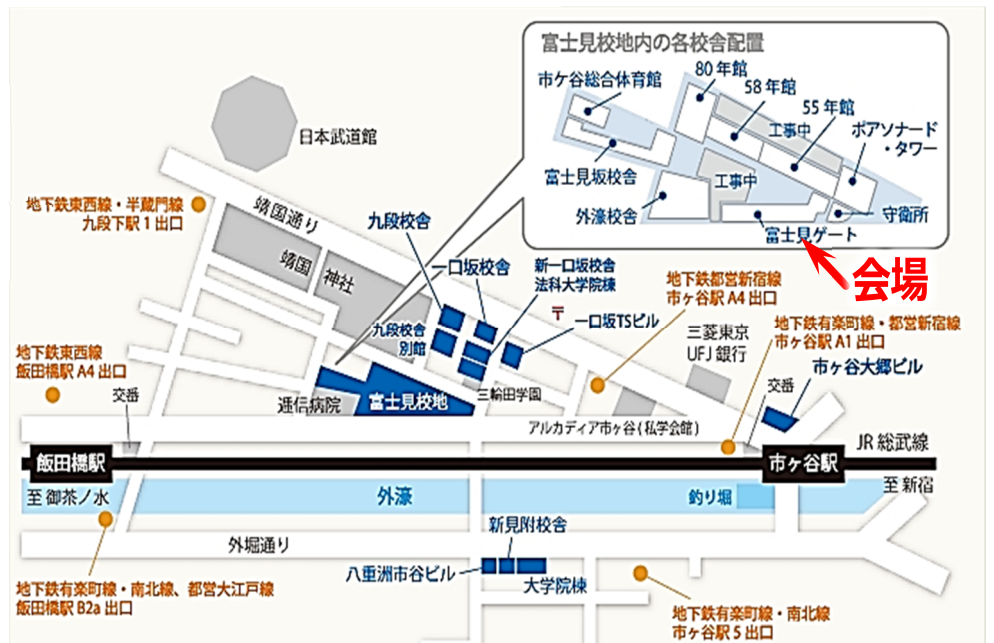 富士見校地内の各校舎配置
市ケ谷総合体育館
80 年館
58 年館
55 年館
ボアソナード
・タワー
工事中
富士見坂校舎
工事中
外濠校舎
守衛所
富士見ゲート
会場
日本武道館
地下鉄東西線・半蔵門線
九段下駅 1 出口
靖国通り
靖国
神社
九段校舎
一口坂校舎
新一口坂校舎
法科大学院棟
九段校舎
別館
〒
一口坂TSビル
地下鉄都営新宿線
市ヶ谷駅 A4 出口
地下鉄有楽町線・都営新宿線
市ヶ谷駅 A1 出口
三菱東京
UFJ 銀行
市ヶ谷大郷ビル
交番
地下鉄東西線
飯田橋駅 A4 出口
交番
逓信病院
富士見校地
三輪田学園
アルカディア市ヶ谷 ( 私学会館 )
JR 総武線
飯田橋駅
市ヶ谷駅
至 御茶ノ水
外濠
釣り堀
至 新宿
外堀通り
新見附校舎
八重洲市谷ビル
大学院棟
地下鉄有楽町線・南北線、都営大江戸線
飯田橋駅 B2a 出口
地下鉄有楽町線・南北線
市ヶ谷駅 5 出口